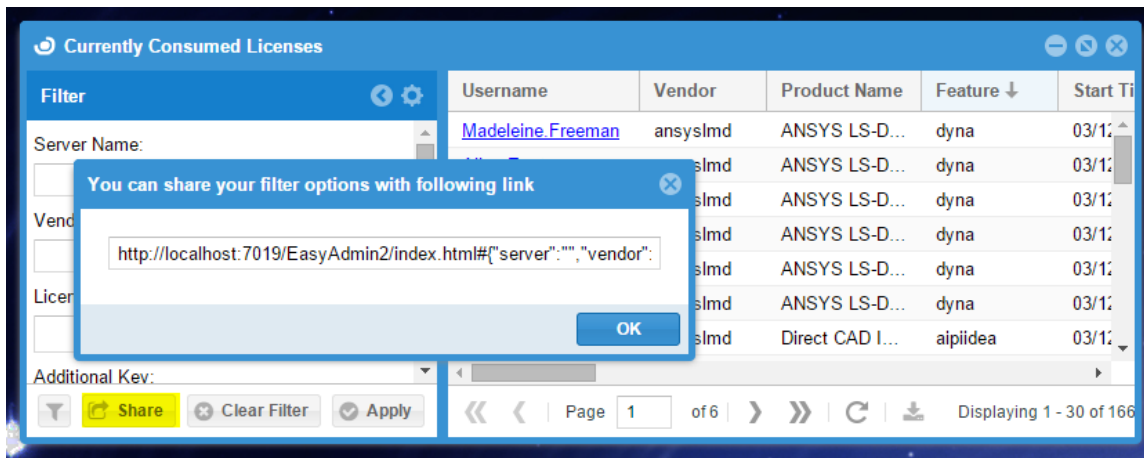 Currently Consumed Licenses
Filter
Server Name:
Vend
Licen
Additional Key:
Share
Clear Filter
Apply
You can share your filter options with following link
http://localhost:7019/EasyAdmin2/index.html#{"server":"","vendor":
OK
Username Vendor Product Name Feature Start Ti
Madeleine.Freeman ansyslmd ANSYS LS-D... dyna 03/12
slmd ANSYS LS-D... dyna 03/12
slmd ANSYS LS-D... dyna 03/12
slmd ANSYS LS-D... dyna 03/12
slmd ANSYS LS-D... dyna 03/12
slmd ANSYS LS-D... dyna 03/12
slmd Direct CAD I... aipiidea 03/12
Page 1 of 6 Displaying 1 - 30 of 166